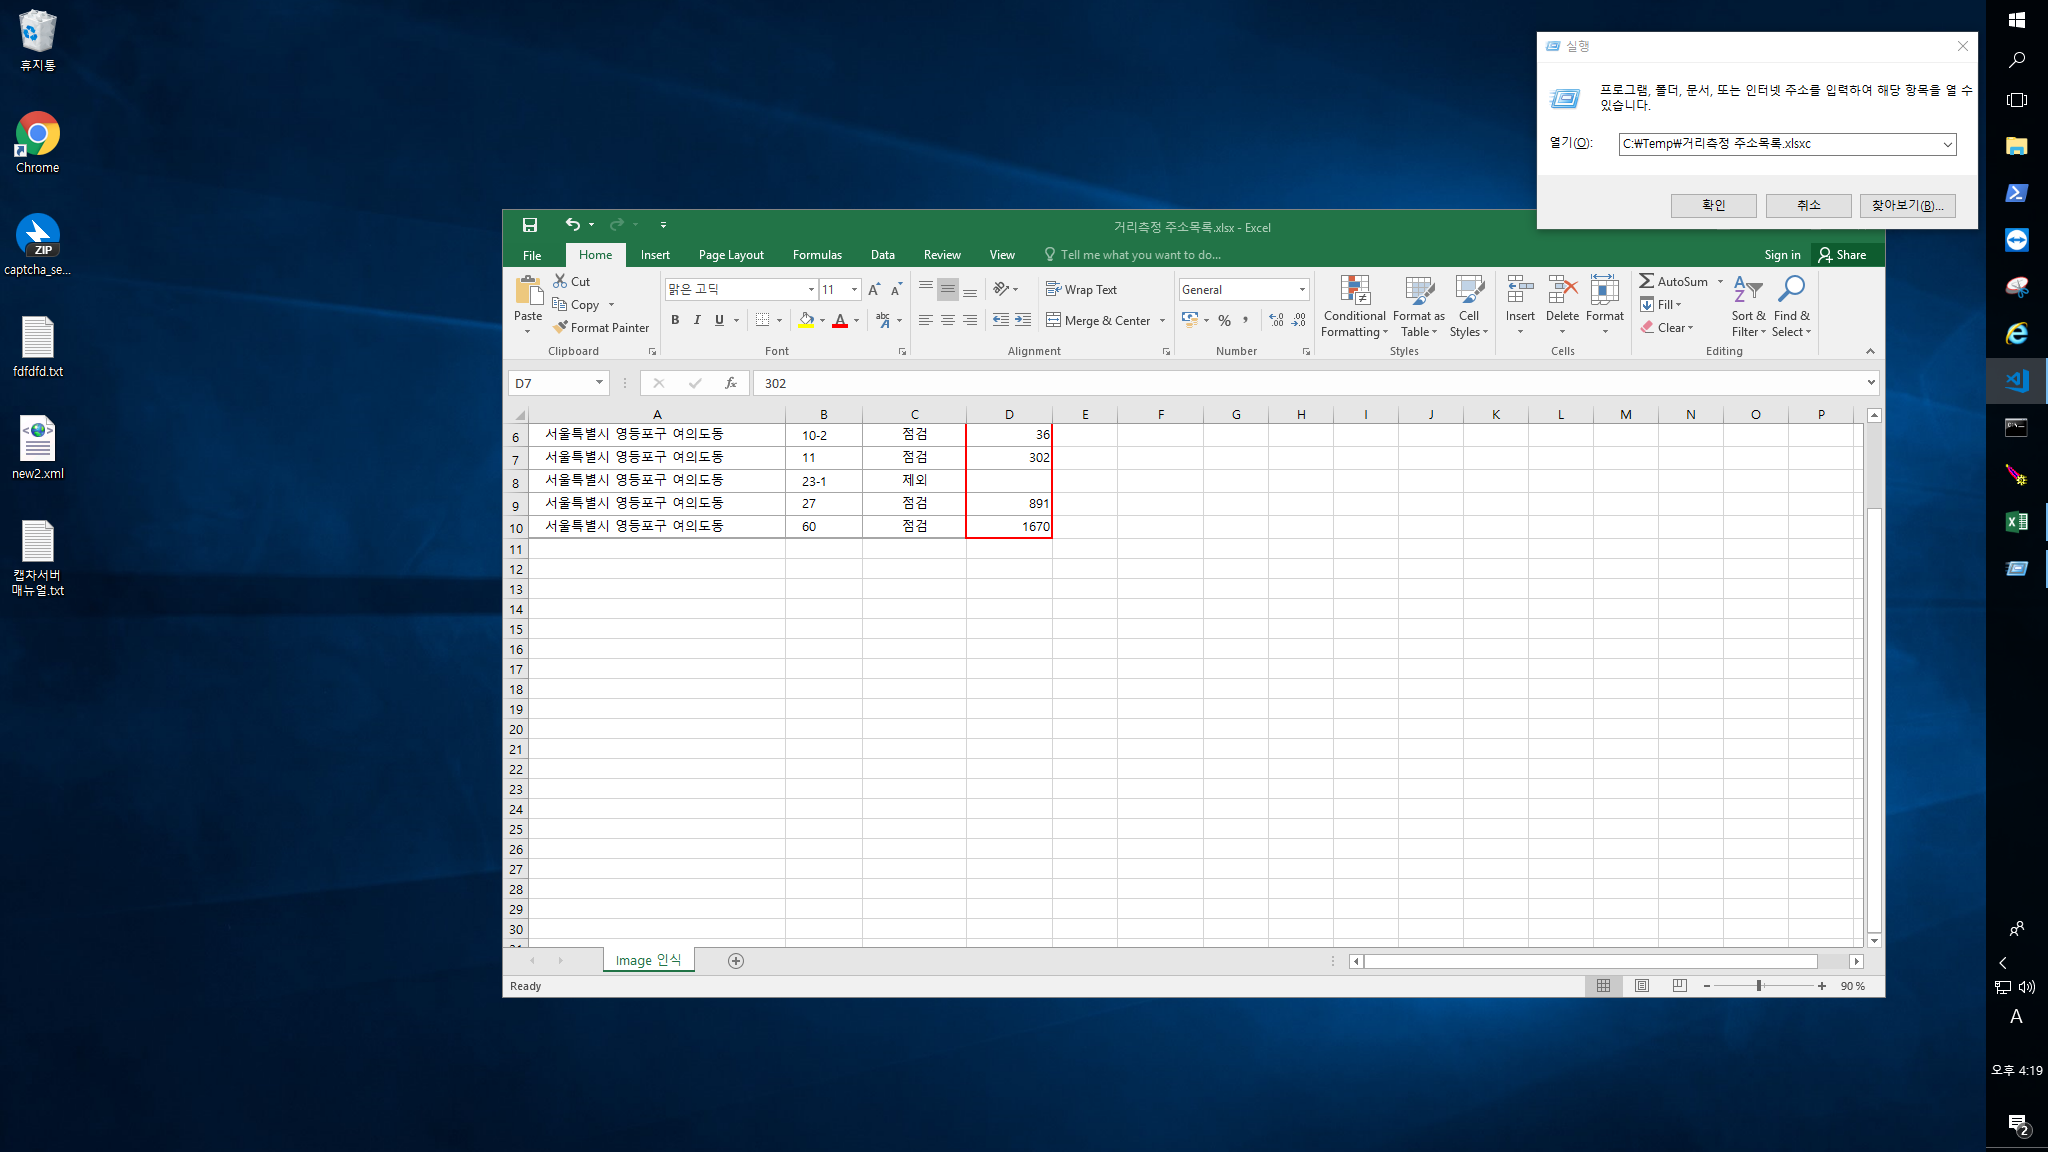 휴지통
Chrome
ZIP
captcha_se...
fdfdfd.txt
new2.xml
캡차서버
매뉴얼.txt
실행
프로그램, 폴더, 문서, 또는 인터넷 주소를 입력하여 해당 항목을 열 수
있습니다.
열기(O):
C:₩Temp₩거리측정 주소목록.xlsxc
확인
취소
찾아보기(B)...
거리측정 주소목록.xlsx - Excel
File Home Insert Page Layout Formulas Data Review View Tell me what you want to do... Sign in Share
Paste
Cut
Copy
Format Painter
Clipboard
맑은 고딕 11
B I U
Font
Wrap Text
Merge & Center
Alignment
General
Number
Conditional
Formatting
Format as
Table
Cell
Styles
Styles
Insert Delete Format
Cells
AutoSum
Fill
Clear
Sort &
Filter
Find &
Select
Editing
D7 fx 302
A B C D E F G H I J K L M N O P
6 서울특별시 영등포구 여의도동 10-2 점검 36
7 서울특별시 영등포구 여의도동 11 점검 302
8 서울특별시 영등포구 여의도동 23-1 제외
9 서울특별시 영등포구 여의도동 27 점검 891
10 서울특별시 영등포구 여의도동 60 점검 1670
11
12
13
14
15
16
17
18
19
20
21
22
23
24
25
26
27
28
29
30
Image 인식
Ready
90 %
A
오후 4:19
2